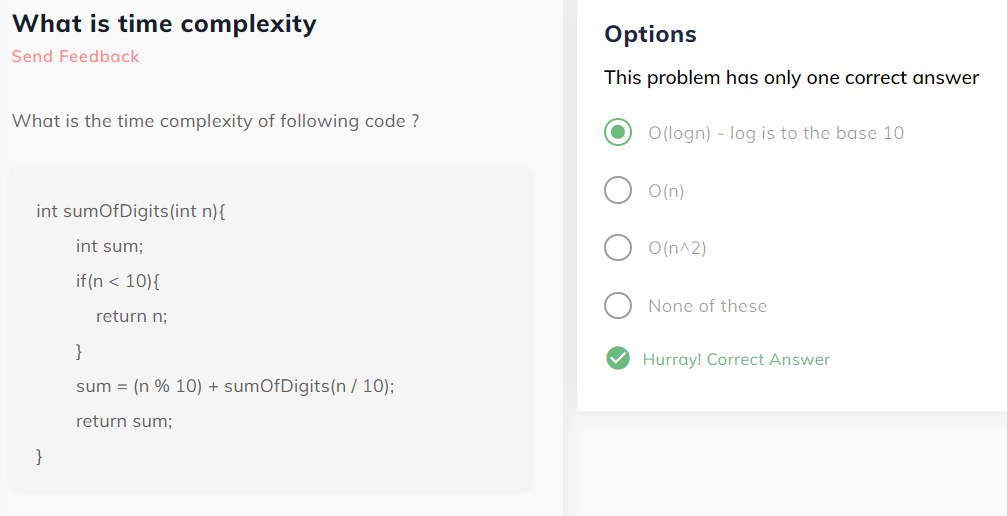 What is time complexity
Send Feedback
What is the time complexity of following code ?
int sumOfDigits(int n){
int sum;
if(n < 10){
return n;
}
sum = (n % 10) + sumOfDigits(n / 10);
return sum;
}
Options
This problem has only one correct answer
O(logn) - log is to the base 10
O(n)
O(n^2)
None of these
Hurray! Correct Answer